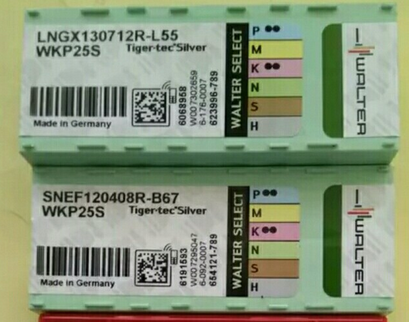 LNGX130712R-L55
WKP25S Tiger·tec®Silver
Made in Germany
6068958
W007302659
6-176-0007
623996-789
WALTER SELECT
P ●●
M
K ●●
N
S
H
WALTER
SNEF120408R-B67
WKP25S Tiger·tec®Silver
Made in Germany
6191593
W007295047
6-092-0007
654121-789
WALTER SELECT
P ●●
M
K ●●
N
S
H
WALTER